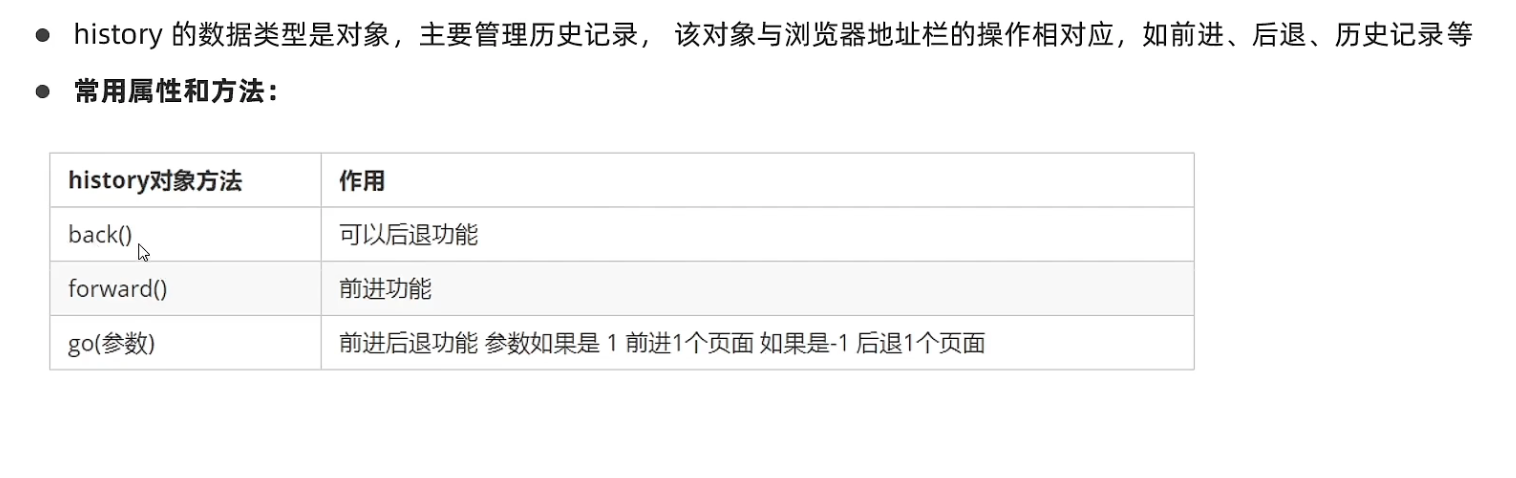 history 的数据类型是对象，主要管理历史记录， 该对象与浏览器地址栏的操作相对应，如前进、后退、历史记录等
常用属性和方法：
history对象方法 作用
back() 可以后退功能
forward() 前进功能
go(参数) 前进后退功能 参数如果是 1 前进1个页面 如果是-1 后退1个页面